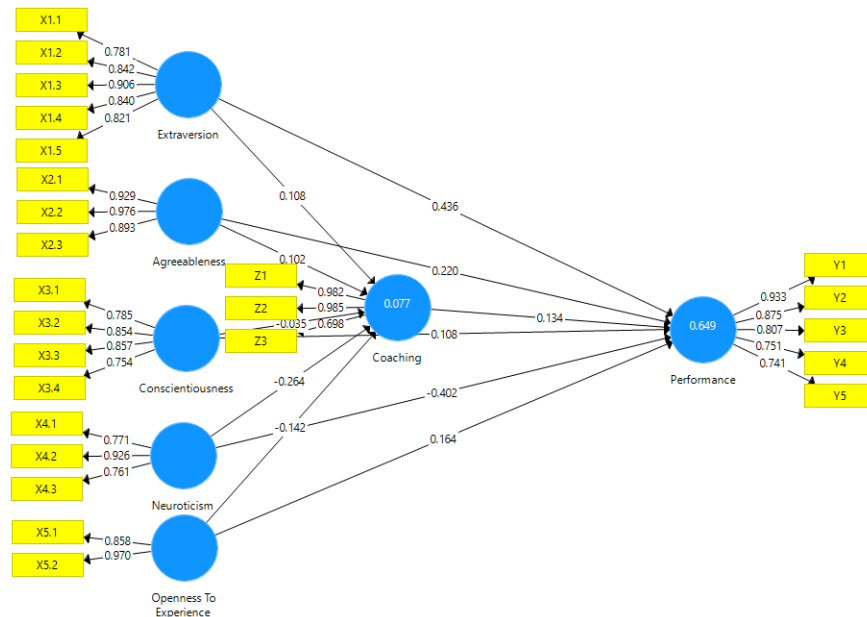 X1.1
X1.2
X1.3
X1.4
X1.5
0.781
0.842
0.906
0.840
0.821
Extraversion
X2.1
X2.2
X2.3
0.929
0.976
0.893
Agreeableness
X3.1
X3.2
X3.3
X3.4
0.785
0.854
0.857
0.754
Conscientiousness
X4.1
X4.2
X4.3
0.771
0.926
0.761
Neuroticism
X5.1
X5.2
0.858
0.970
Openness To
Experience
0.108
0.102
-0.035
-0.264
-0.142
Z1
Z2
Z3
0.982
0.985
0.698
0.077
Coaching
0.436
0.220
0.134
0.108
-0.402
0.164
0.649
Performance
0.933
0.875
0.807
0.751
0.741
Y1
Y2
Y3
Y4
Y5